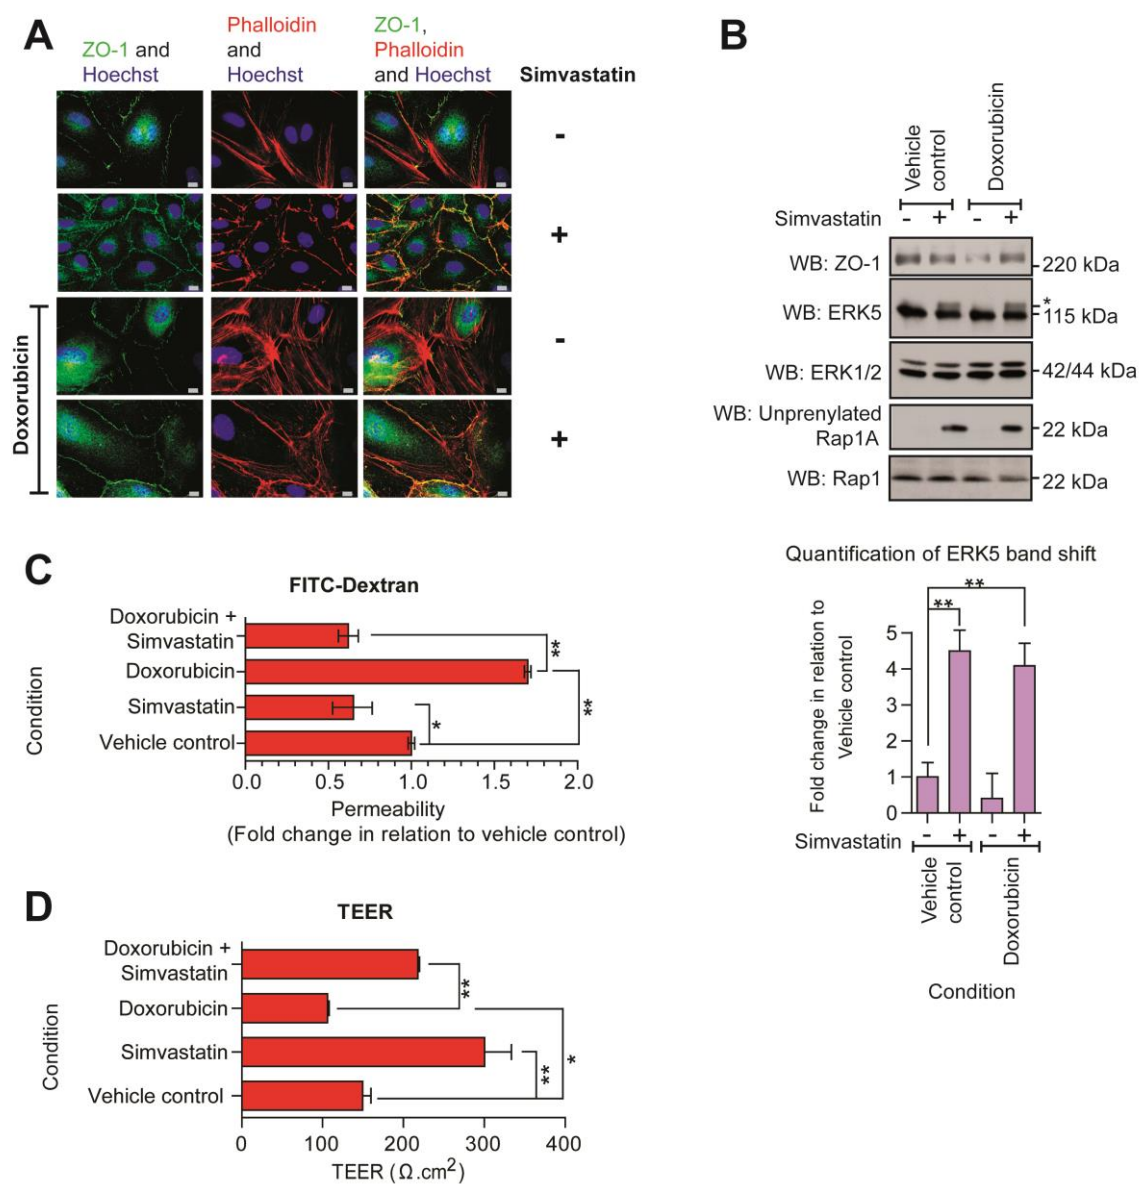 A
ZO-1 and
Hoechst
Phalloidin
and
Hoechst
ZO-1,
Phalloidin
and Hoechst
Simvastatin
-
+
-
+
Doxorubicin
B
Vehicle
control
Doxorubicin
Simvastatin - + - +
WB: ZO-1 220 kDa
*
WB: ERK5 115 kDa
WB: ERK1/2 42/44 kDa
WB: Unprenylated
Rap1A 22 kDa
WB: Rap1 22 kDa
Quantification of ERK5 band shift
**
**
Fold change in relation to
Vehicle control
5
4
3
2
1
0
Simvastatin - + - +
Vehicle
control
Doxorubicin
Condition
C
FITC-Dextran
Condition
Doxorubicin +
Simvastatin
Doxorubicin
Simvastatin
Vehicle control
**
**
*
0.0 0.5 1.0 1.5 2.0
Permeability
(Fold change in relation to vehicle control)
D
TEER
Condition
Doxorubicin +
Simvastatin
Doxorubicin
Simvastatin
Vehicle control
**
*
**
0 100 200 300 400
TEER (Ω.cm²)